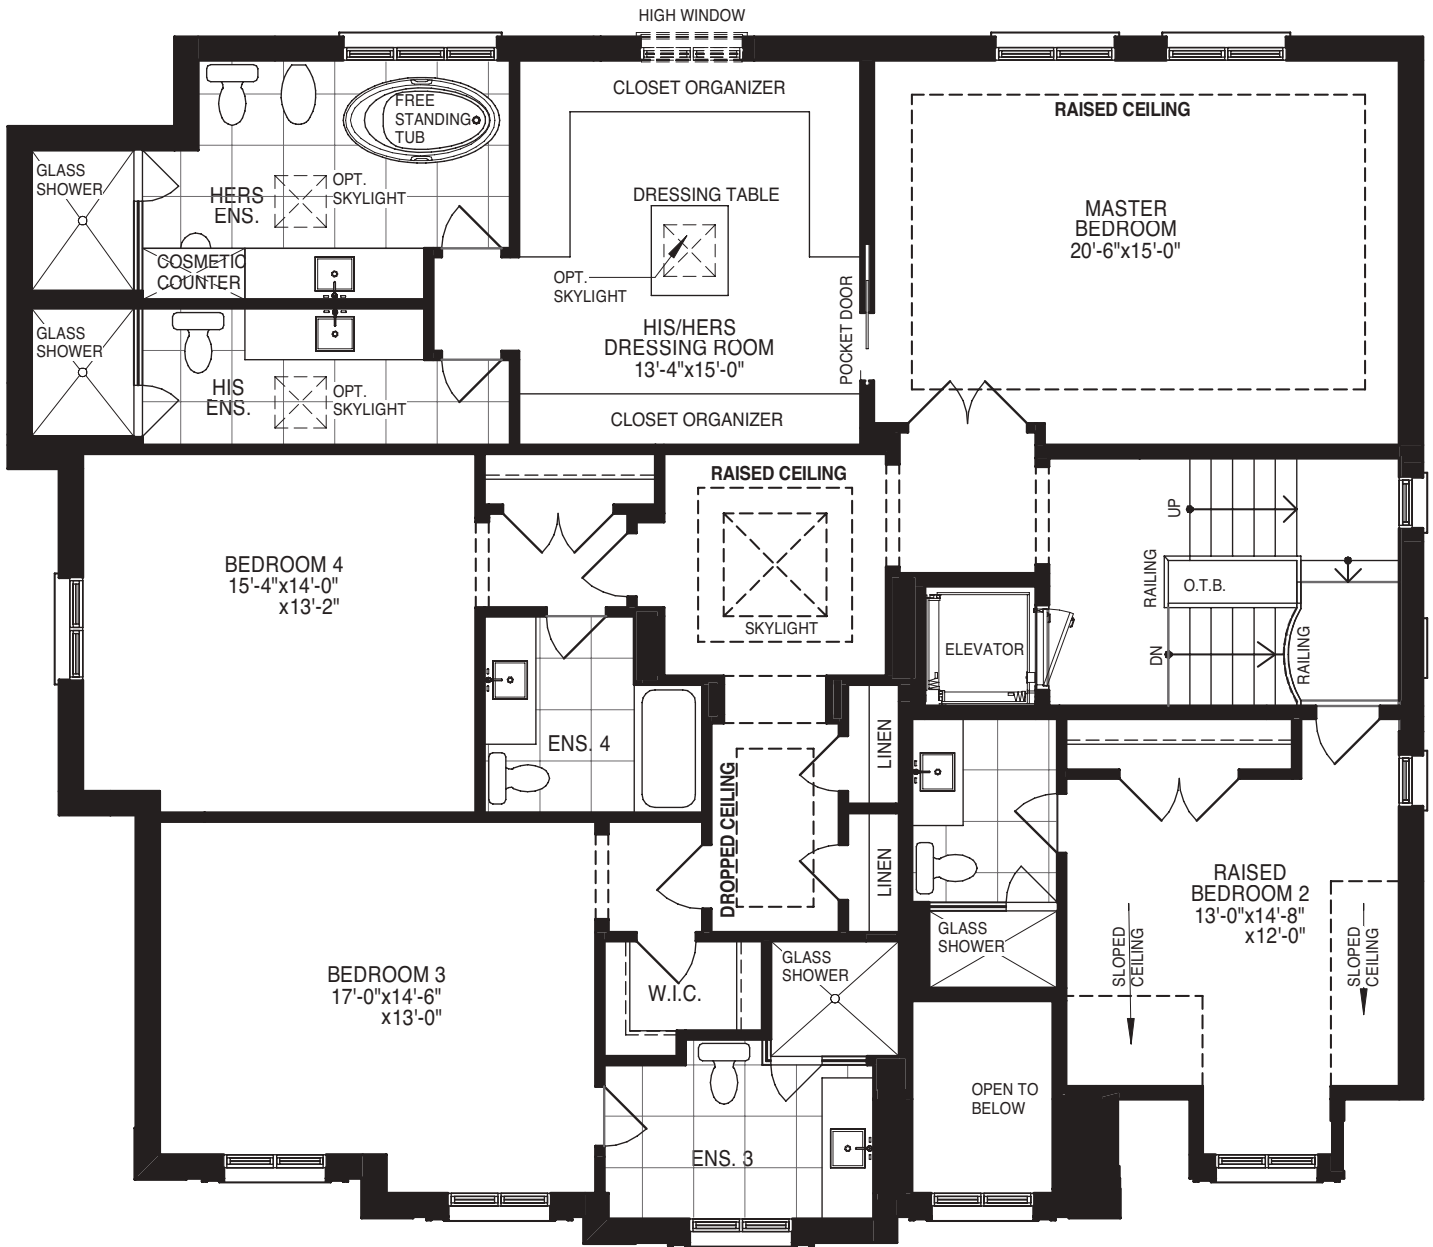 HIGH WINDOW
CLOSET ORGANIZER
FREE
STANDING
TUB
RAISED CEILING
GLASS
SHOWER
HERS
ENS.
OPT.
SKYLIGHT
DRESSING TABLE
MASTER
BEDROOM
20'-6"x15'-0"
COSMETIC
COUNTER
OPT.
SKYLIGHT
POCKET DOOR
GLASS
SHOWER
HIS/HERS
DRESSING ROOM
13'-4"x15'-0"
HIS
ENS.
OPT.
SKYLIGHT
CLOSET ORGANIZER
RAISED CEILING
UP
BEDROOM 4
15'-4"x14'-0"
x13'-2"
RAILING
O.T.B.
SKYLIGHT
ELEVATOR
DN
RAILING
ENS. 4
LINEN
DROPPED CEILING
LINEN
RAISED
BEDROOM 2
13'-0"x14'-8"
x12'-0"
GLASS
SHOWER
SLOPED
CEILING
SLOPED
CEILING
BEDROOM 3
17'-0"x14'-6"
x13'-0"
W.I.C.
GLASS
SHOWER
OPEN TO
BELOW
ENS. 3